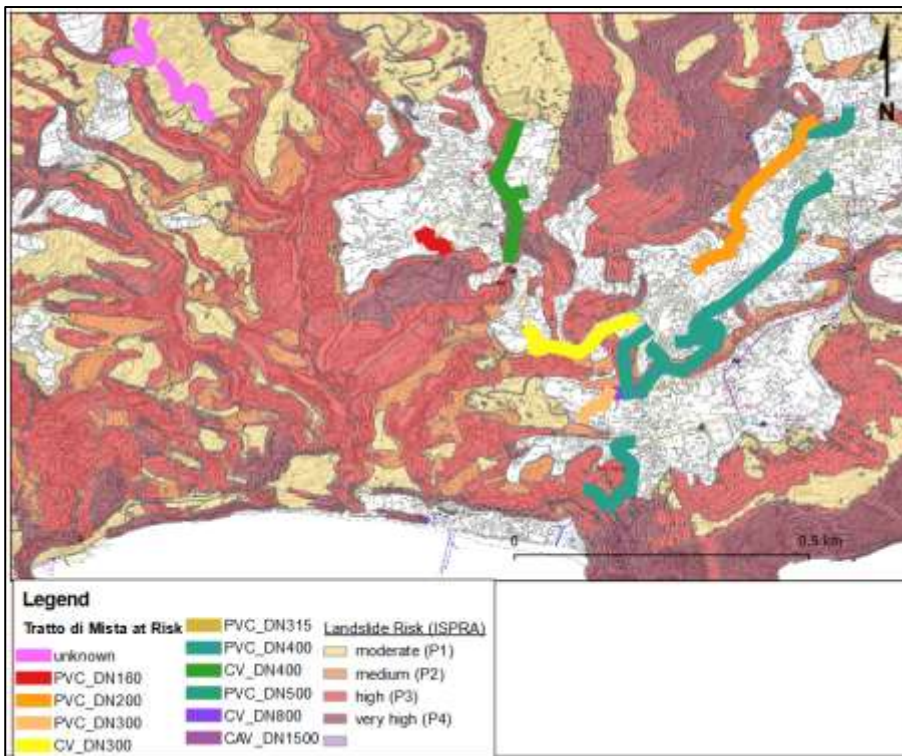 N
0
0.5 km
Legend
Tratto di Mista at Risk
unknown
PVC_DN160
PVC_DN200
PVC_DN300
CV_DN300
PVC_DN315
PVC_DN400
CV_DN400
PVC_DN500
CV_DN800
CAV_DN1500
Landslide Risk (ISPRA)
moderate (P1)
medium (P2)
high (P3)
very high (P4)